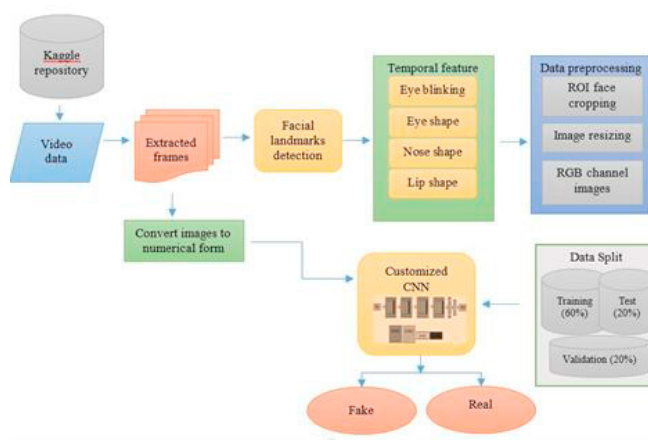 Kaggle
repository
Video
data
Extracted
frames
Facial
landmarks
detection
Temporal feature
Eye blinking
Eye shape
Nose shape
Lip shape
Data preprocessing
ROI face
cropping
Image resizing
RGB channel
images
Convert images to
numerical form
Customized
CNN
Data Split
Training
(60%)
Test
(20%)
Validation (20%)
Fake
Real